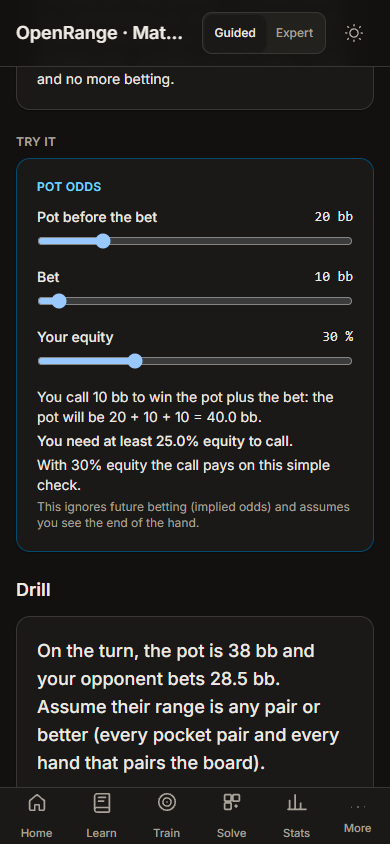 OpenRange · Mat...
Guided
Expert
and no more betting.
TRY IT
POT ODDS
Pot before the bet
20 bb
Bet
10 bb
Your equity
30 %
You call 10 bb to win the pot plus the bet: the
pot will be 20 + 10 + 10 = 40.0 bb.
You need at least 25.0% equity to call.
With 30% equity the call pays on this simple
check.
This ignores future betting (implied odds) and assumes
you see the end of the hand.
Drill
On the turn, the pot is 38 bb and
your opponent bets 28.5 bb.
Assume their range is any pair or
better (every pocket pair and every
hand that pairs the board).
Home
Learn
Train
Solve
Stats
More